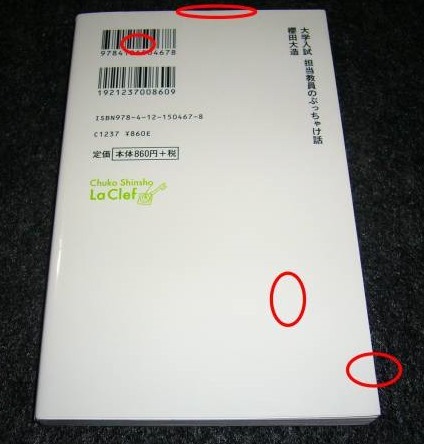 大学入試 担当教員のぶっちゃけ話
櫻田大造
9784121504678
1921237008609
ISBN978-4-12-150467-8
C1237 ¥860E
定価 本体860円+税
Chuko Shinsho
La Clef